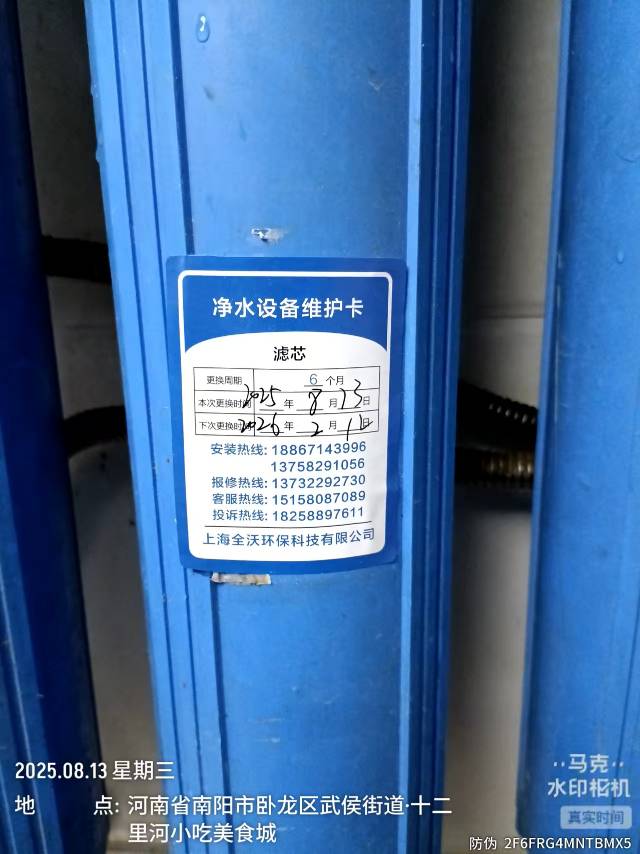 净水设备维护卡
滤芯
更换周期 6 个月
本次更换时间 2025 年 8 月 13 日
下次更换时间 2026 年 2 月 日
安装热线: 18867143996
13758291056
报修热线: 13732292730
客服热线: 15158087089
投诉热线: 18258897611
上海全沃环保科技有限公司
2025.08.13 星期三
地 点: 河南省南阳市卧龙区武侯街道·十二
里河小吃美食城
马克
水印相机
真实时间
防伪 2F6FRG4MNTBMX5